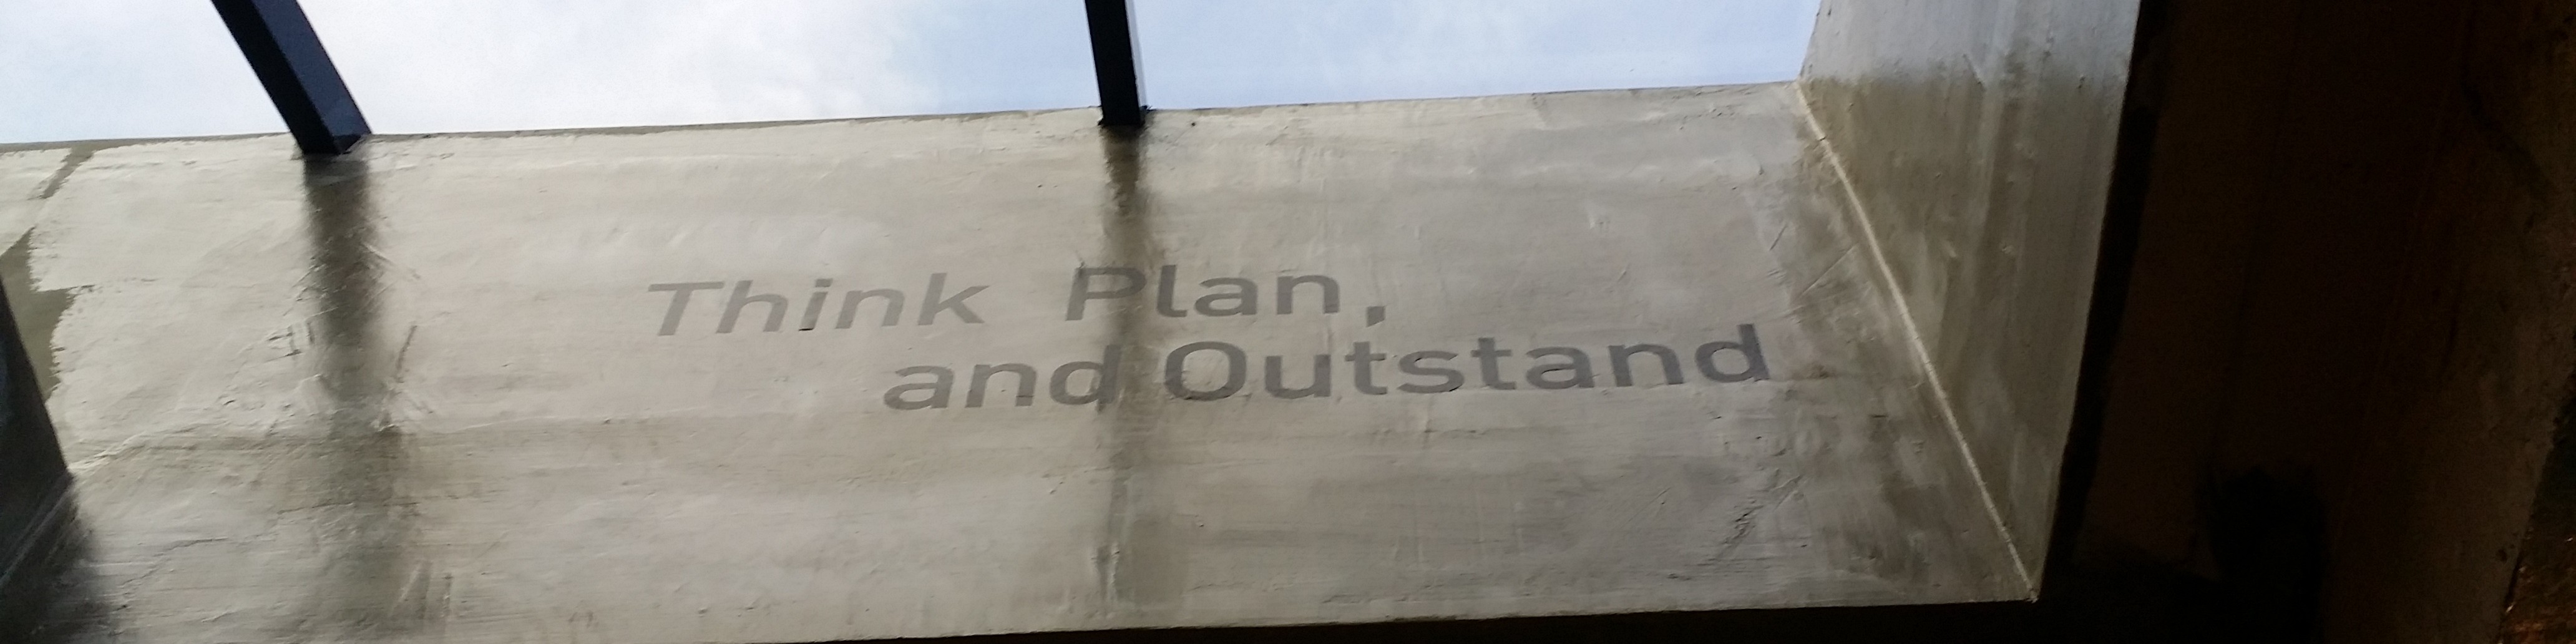 Think Plan,
and Outstand